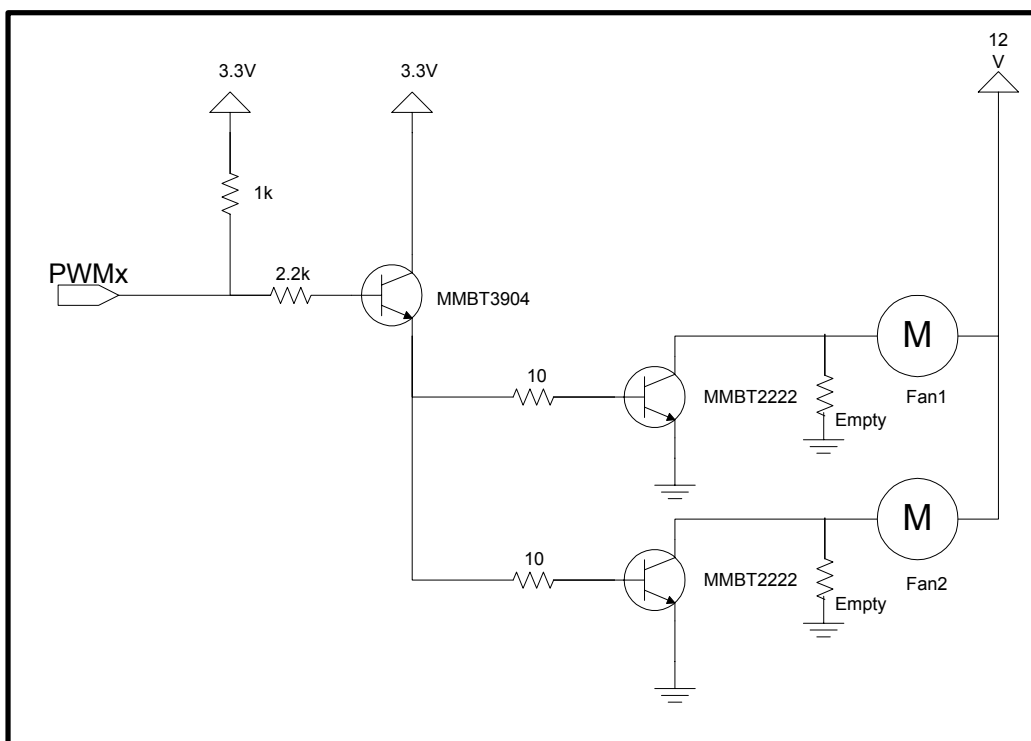 12
V
3.3V
3.3V
1k
PWMx
2.2k
MMBT3904
M
10
MMBT2222
Fan1
Empty
M
10
MMBT2222
Fan2
Empty